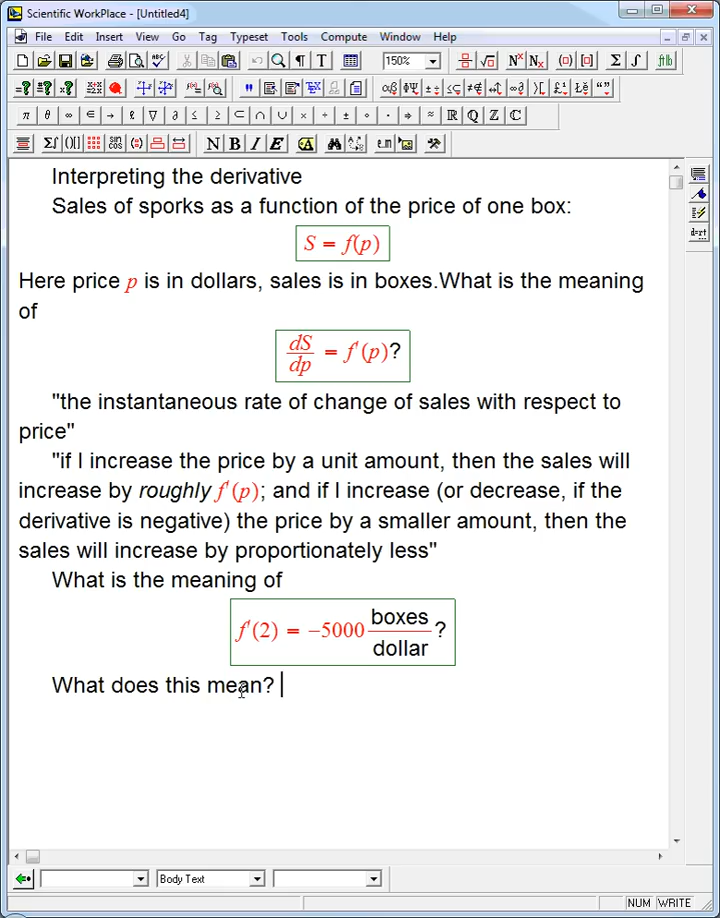 Scientific WorkPlace - [Untitled4]
File Edit Insert View Go Tag Typeset Tools Compute Window Help
150%
N B I E
Interpreting the derivative
Sales of sporks as a function of the price of one box:
S = f(p)
Here price p is in dollars, sales is in boxes.What is the meaning
of
dS/dp = f'(p)?
"the instantaneous rate of change of sales with respect to
price"
"if I increase the price by a unit amount, then the sales will
increase by roughly f'(p); and if I increase (or decrease, if the
derivative is negative) the price by a smaller amount, then the
sales will increase by proportionately less"
What is the meaning of
f'(2) = −5000 boxes/dollar?
What does this mean?
Body Text
NUM WRITE